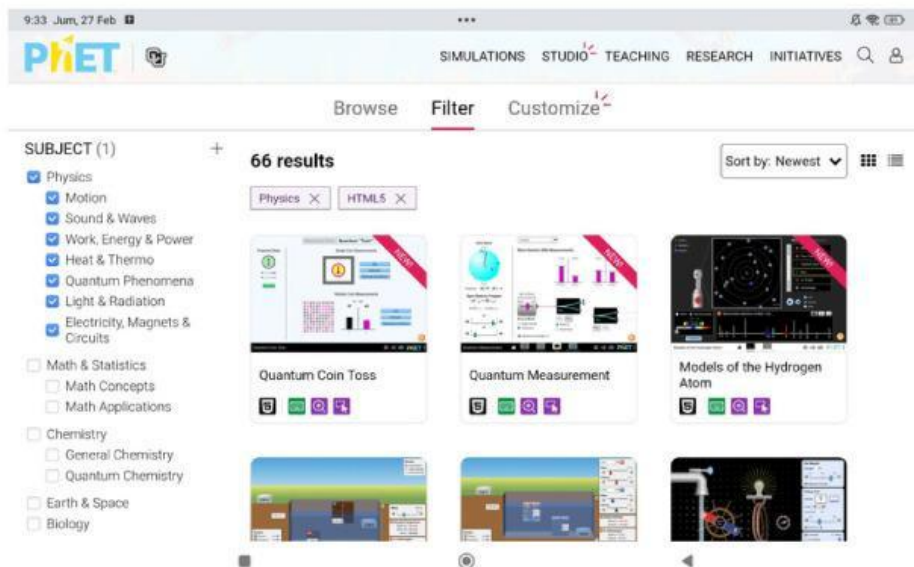 9:33 Jum, 27 Feb
PhET
SIMULATIONS STUDIO TEACHING RESEARCH INITIATIVES
Browse Filter Customize
SUBJECT (1) +
Physics
Motion
Sound & Waves
Work, Energy & Power
Heat & Thermo
Quantum Phenomena
Light & Radiation
Electricity, Magnets &
Circuits
Math & Statistics
Math Concepts
Math Applications
Chemistry
General Chemistry
Quantum Chemistry
Earth & Space
Biology
66 results
Sort by: Newest
Physics X HTML5 X
NEW!
NEW!
NEW!
Quantum Coin Toss
Quantum Measurement
Models of the Hydrogen
Atom